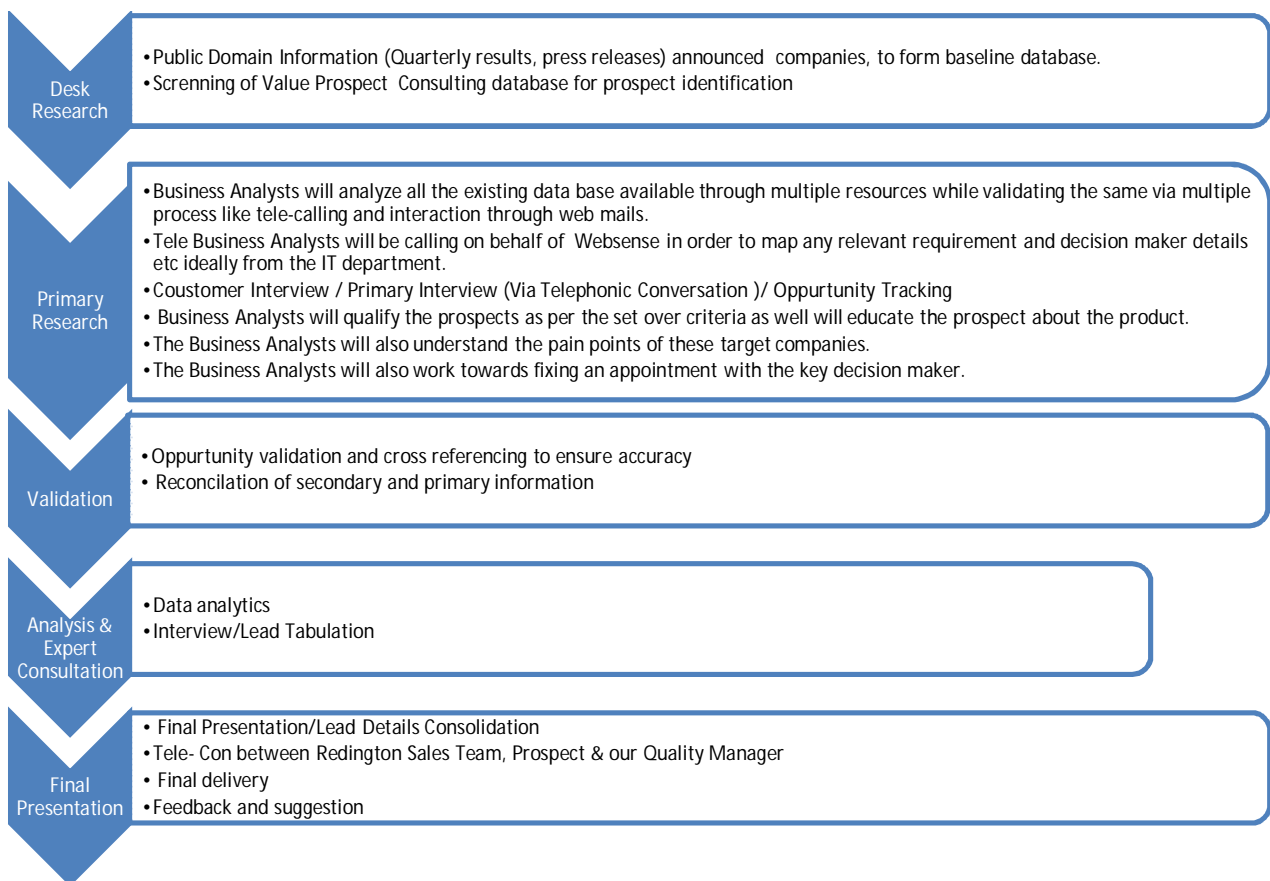 Desk
Research
•Public Domain Information (Quarterly results, press releases) announced companies, to form baseline database.
•Screnning of Value Prospect Consulting database for prospect identification
Primary
Research
•Business Analysts will analyze all the existing data base available through multiple resources while validating the same via multiple
process like tele-calling and interaction through web mails.
•Tele Business Analysts will be calling on behalf of Websense in order to map any relevant requirement and decision maker details
etc ideally from the IT department.
•Coustomer Interview / Primary Interview (Via Telephonic Conversation )/ Oppurtunity Tracking
• Business Analysts will qualify the prospects as per the set over criteria as well will educate the prospect about the product.
•The Business Analysts will also understand the pain points of these target companies.
•The Business Analysts will also work towards fixing an appointment with the key decision maker.
Validation
•Oppurtunity validation and cross referencing to ensure accuracy
• Reconcilation of secondary and primary information
Analysis &
Expert
Consultation
•Data analytics
•Interview/Lead Tabulation
Final
Presentation
• Final Presentation/Lead Details Consolidation
•Tele- Con between Redington Sales Team, Prospect & our Quality Manager
• Final delivery
•Feedback and suggestion